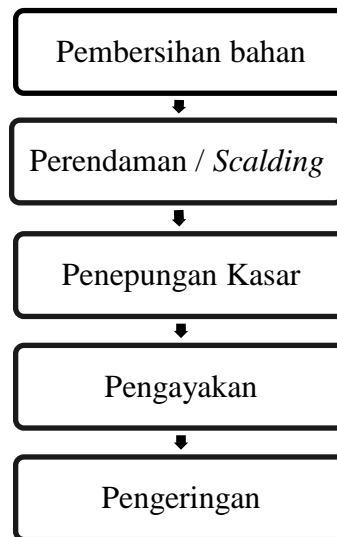 Pembersihan bahan
Perendaman / Scalding
Penepungan Kasar
Pengayakan
Pengeringan